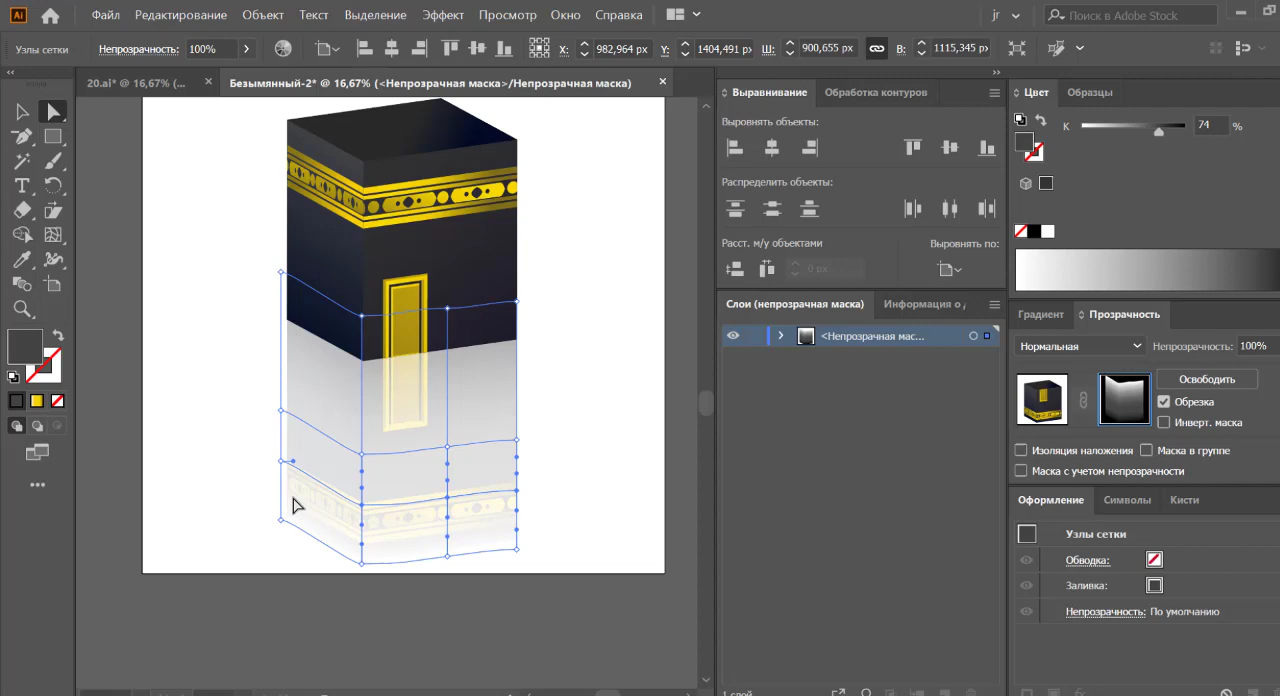 Ai Файл Редактирование Объект Текст Выделение Эффект Просмотр Окно Справка jr Поиск в Adobe Stock
Узлы сетки Непрозрачность: 100% X: 982,964 px Y: 1404,491 px Ш: 900,655 px В: 1115,345 px
20.ai* @ 16,67% (... × Безымянный-2* @ 16,67% (<Непрозрачная маска>/Непрозрачная маска) ×
Выравнивание Обработка контуров
Выровнять объекты:
Распределить объекты:
Расст. м/у объектами Выровнять по:
0 px
Слои (непрозрачная маска) Информация о
<Непрозрачная мас...
1 слой
Цвет Образцы
K 74 %
Градиент Прозрачность
Нормальная Непрозрачность: 100%
Освободить
Обрезка
Инверт. маска
Изоляция наложения Маска в группе
Маска с учетом непрозрачности
Оформление Символы Кисти
Узлы сетки
Обводка:
Заливка:
Непрозрачность: По умолчанию